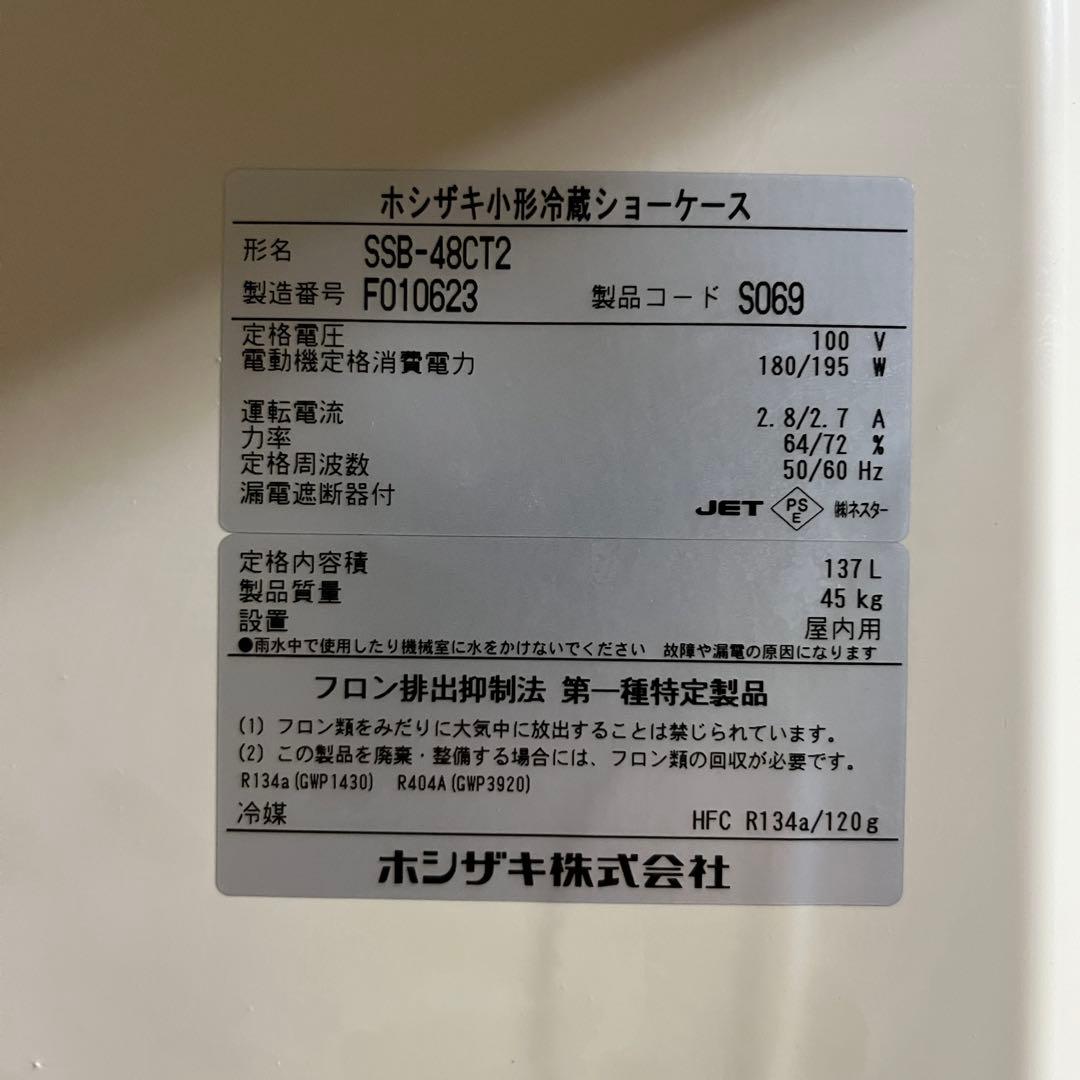 ホシザキ小形冷蔵ショーケース
形名 SSB-48CT2
製造番号 F010623 製品コード S069
定格電圧 100 V
電動機定格消費電力 180/195 W
運転電流 2.8/2.7 A
力率 64/72 %
定格周波数 50/60 Hz
漏電遮断器付 JET PSE ㈱ネスター
定格内容積 137L
製品質量 45 kg
設置 屋内用
●雨水中で使用したり機械室に水をかけないでください 故障や漏電の原因になります
フロン排出抑制法 第一種特定製品
(1) フロン類をみだりに大気中に放出することは禁じられています。
(2) この製品を廃棄・整備する場合には、フロン類の回収が必要です。
R134a(GWP1430) R404A(GWP3920)
冷媒 HFC R134a/120g
ホシザキ株式会社